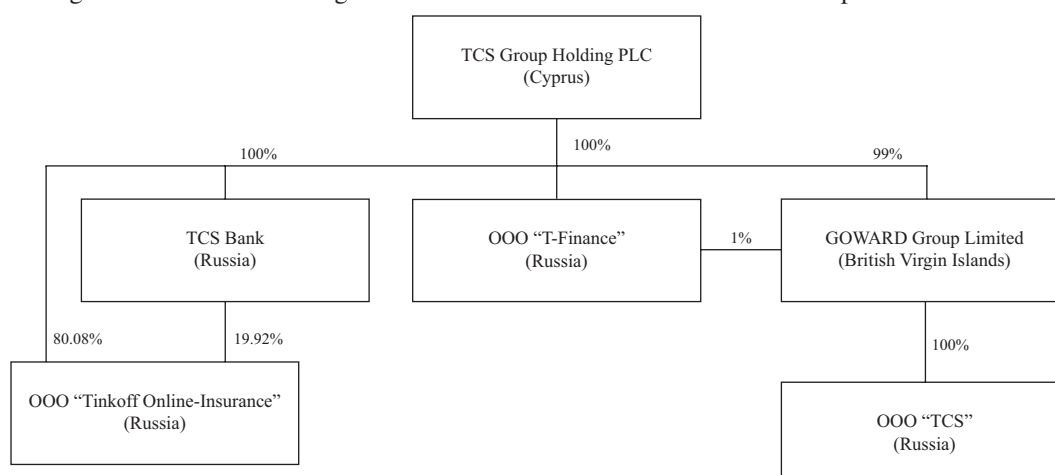 TCS Group Holding PLC
(Cyprus)
100%
100%
99%
TCS Bank
(Russia)
OOO “T-Finance”
(Russia)
1%
GOWARD Group Limited
(British Virgin Islands)
80.08%
19.92%
100%
OOO “Tinkoff Online-Insurance”
(Russia)
OOO “TCS”
(Russia)